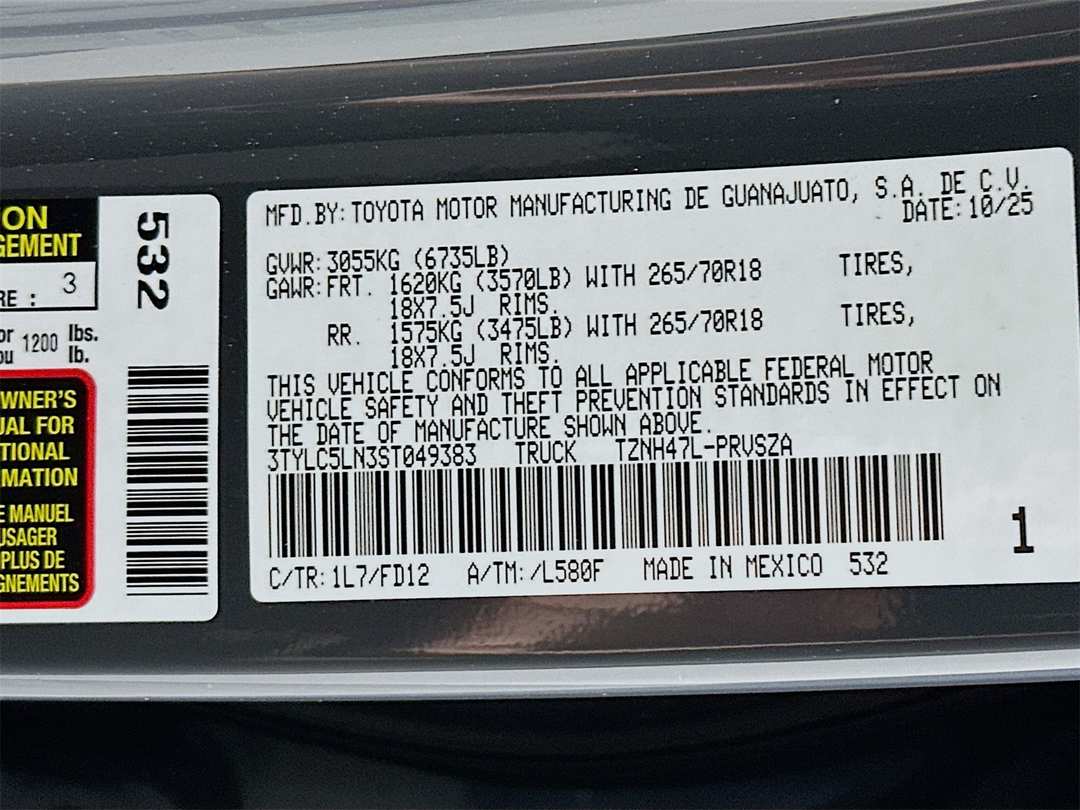 ION
GEMENT
RE : 3
or 1200 lbs.
ou lb.
WNER'S
UAL FOR
TIONAL
MATION
E MANUEL
USAGER
PLUS DE
GNEMENTS
532
MFD.BY:TOYOTA MOTOR MANUFACTURING DE GUANAJUATO, S.A. DE C.V.
DATE:10/25
GVWR:3055KG (6735LB)
GAWR:FRT. 1620KG (3570LB) WITH 265/70R18 TIRES,
18X7.5J RIMS.
RR. 1575KG (3475LB) WITH 265/70R18 TIRES,
18X7.5J RIMS.
THIS VEHICLE CONFORMS TO ALL APPLICABLE FEDERAL MOTOR
VEHICLE SAFETY AND THEFT PREVENTION STANDARDS IN EFFECT ON
THE DATE OF MANUFACTURE SHOWN ABOVE.
3TYLC5LN3ST049383 TRUCK TZNH47L-PRVSZA
1
C/TR:1L7/FD12 A/TM:/L580F MADE IN MEXICO 532